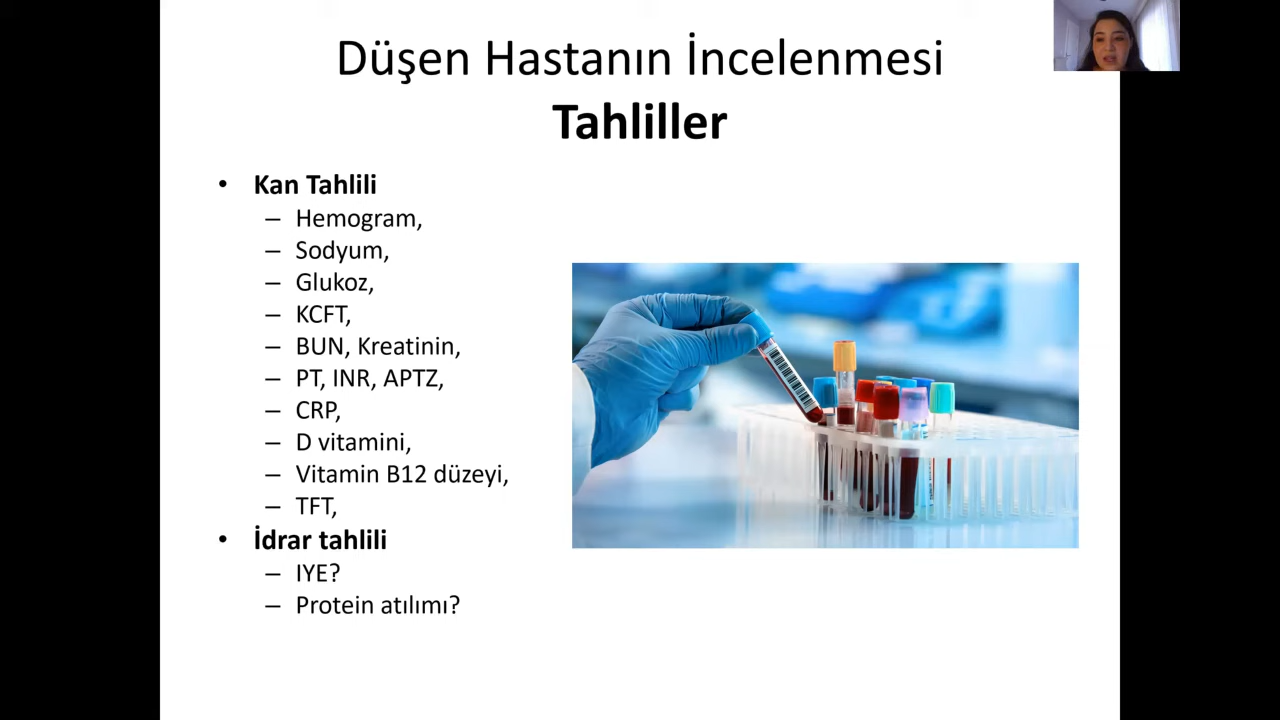 Düşen Hastanın İncelenmesi
Tahliller
• Kan Tahlili
– Hemogram,
– Sodyum,
– Glukoz,
– KCFT,
– BUN, Kreatinin,
– PT, INR, APTZ,
– CRP,
– D vitamini,
– Vitamin B12 düzeyi,
– TFT,
• İdrar tahlili
– IYE?
– Protein atılımı?